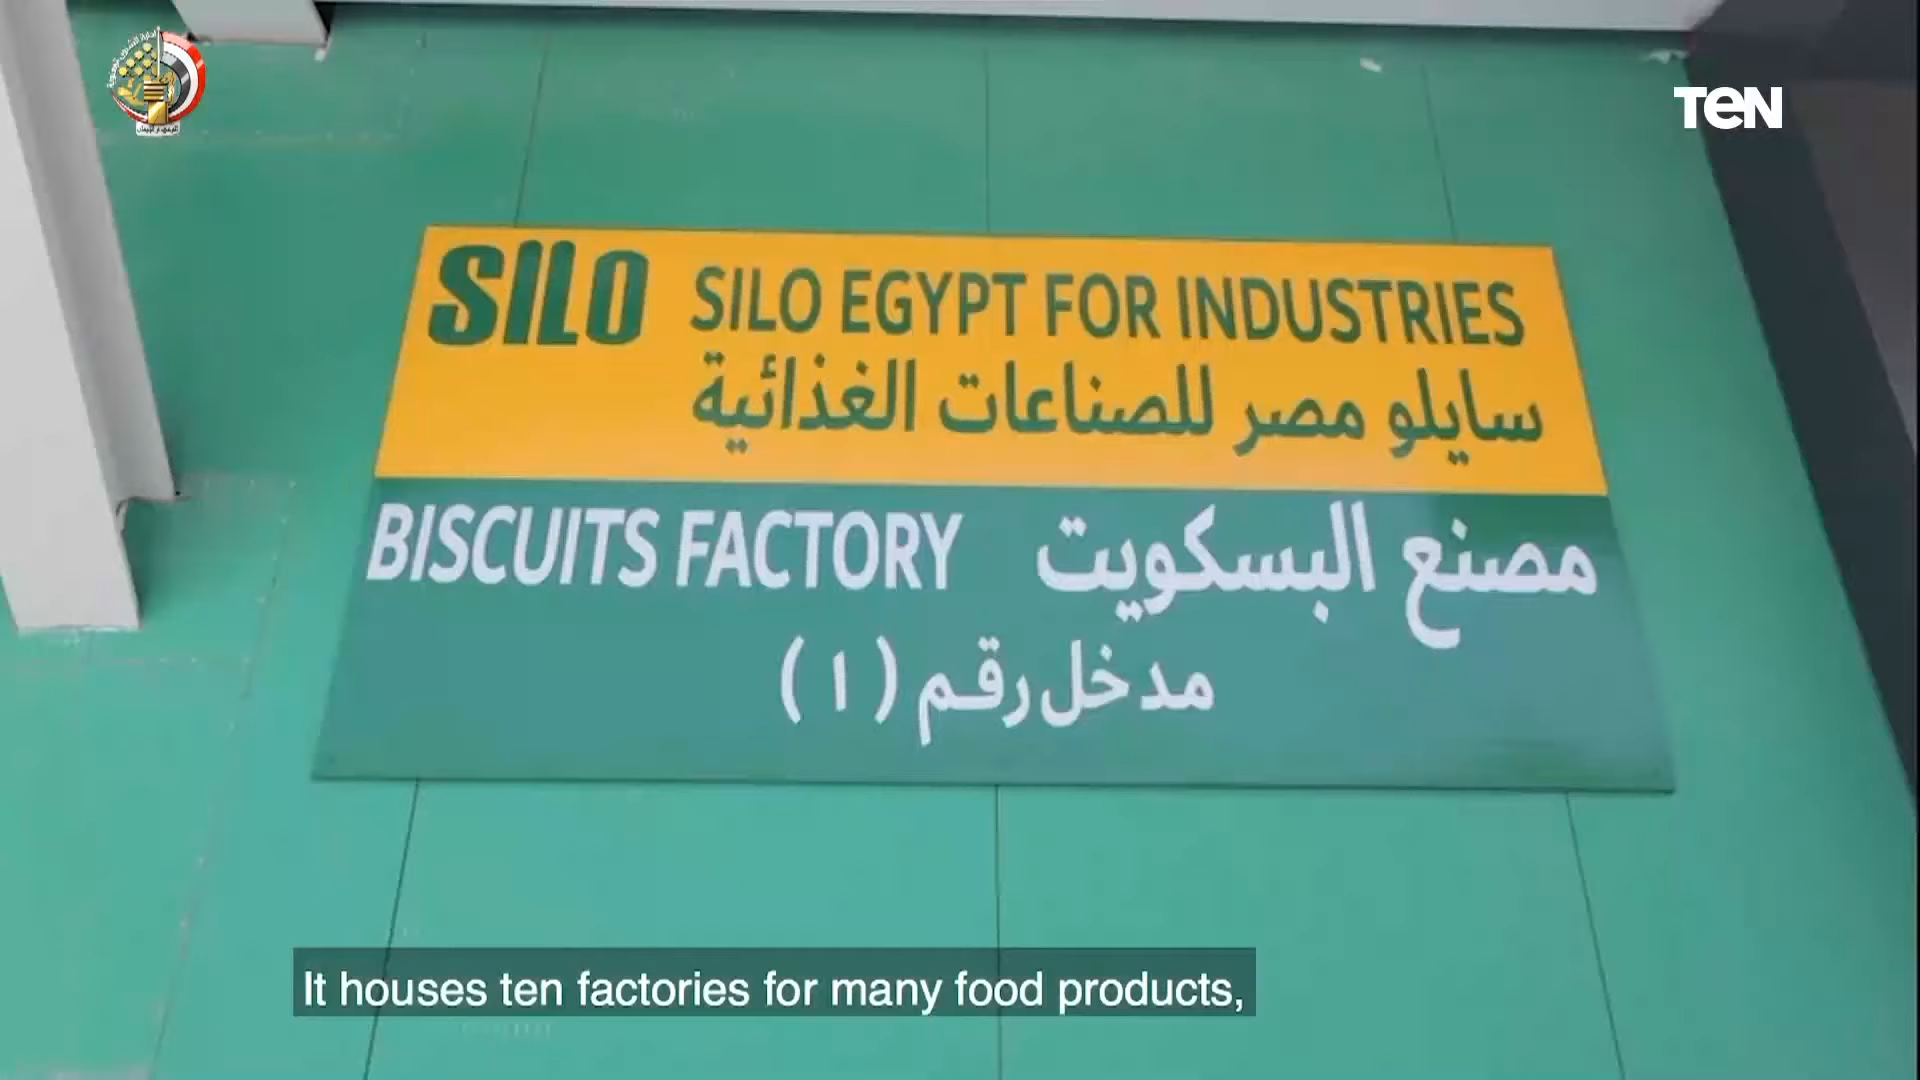 TEN
SILO
SILO EGYPT FOR INDUSTRIES
سايلو مصر للصناعات الغذائية
BISCUITS FACTORY مصنع البسكويت
مدخل رقم (١)
It houses ten factories for many food products,